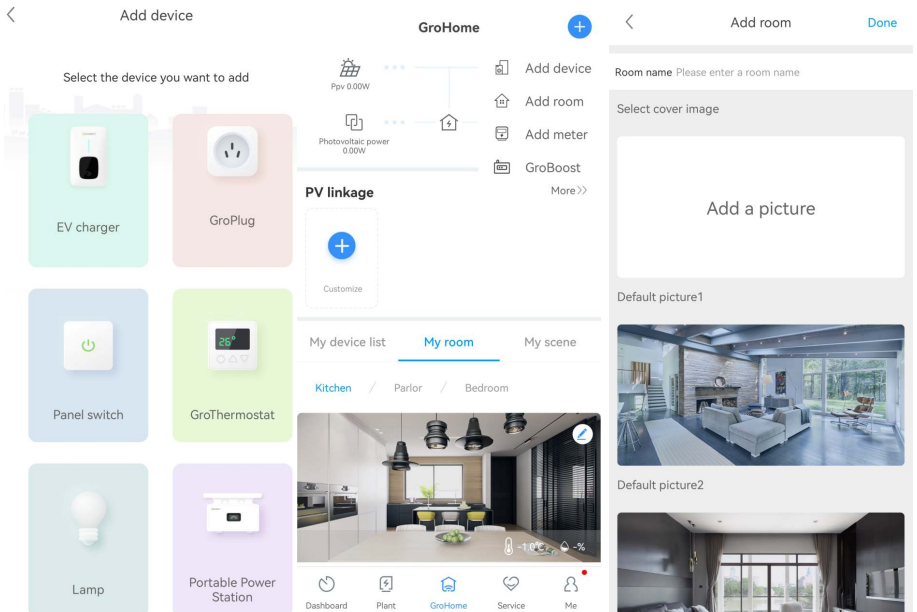 Add device
Select the device you want to add
EV charger
GroPlug
Panel switch
26°
GroThermostat
Lamp
Portable Power
Station
GroHome
Ppv 0.00W
Photovoltaic power
0.00W
Add device
Add room
Add meter
GroBoost
PV linkage
More
Customize
My device list
My room
My scene
Kitchen / Parlor / Bedroom
-1.0°C
-%
Dashboard
Plant
GroHome
Service
Me
Add room
Done
Room name Please enter a room name
Select cover image
Add a picture
Default picture1
Default picture2